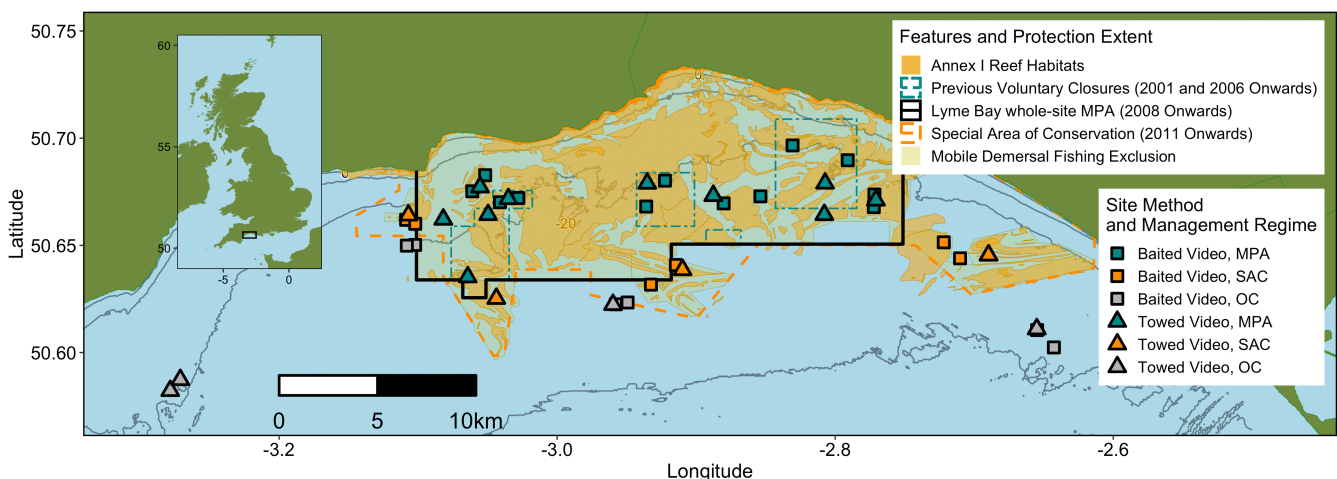 50.75
50.70
50.65
50.60
Latitude
60
55
50
-5
0
0
0
-20
Features and Protection Extent
Annex I Reef Habitats
Previous Voluntary Closures (2001 and 2006 Onwards)
Lyme Bay whole-site MPA (2008 Onwards)
Special Area of Conservation (2011 Onwards)
Mobile Demersal Fishing Exclusion
Site Method
and Management Regime
Baited Video, MPA
Baited Video, SAC
Baited Video, OC
Towed Video, MPA
Towed Video, SAC
Towed Video, OC
0 5 10km
-3.2 -3.0 -2.8 -2.6
Longitude